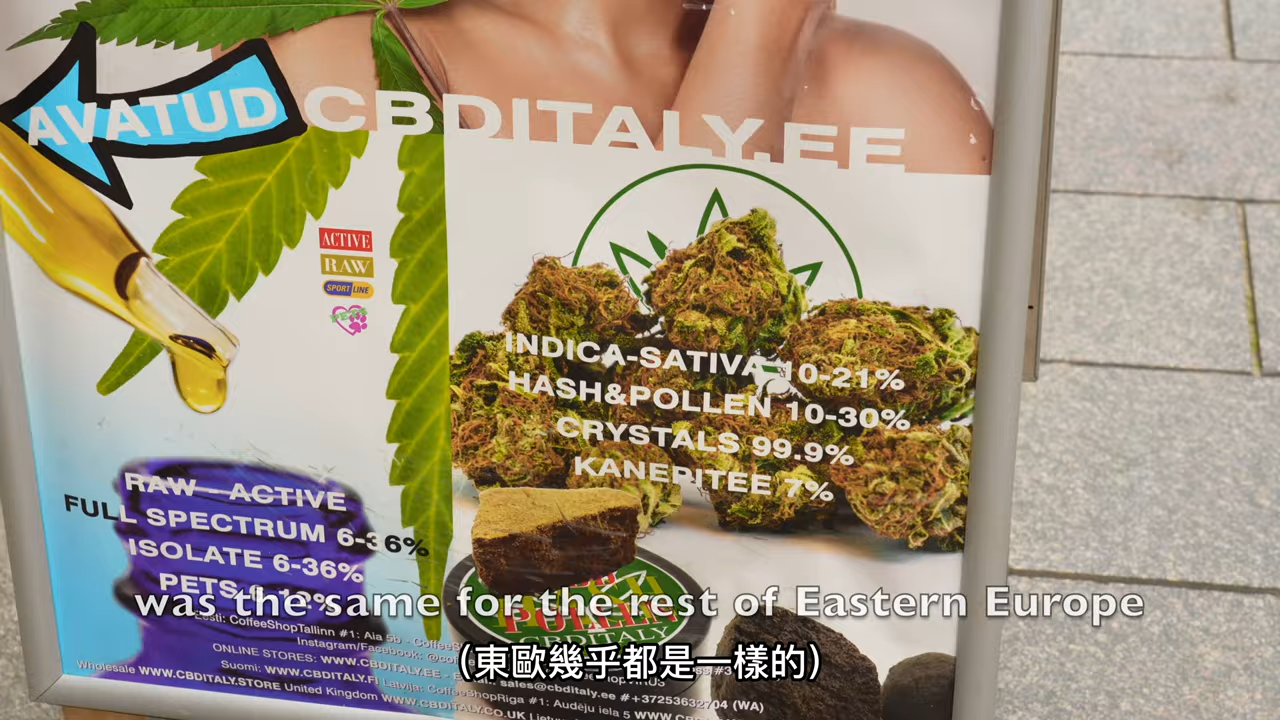 AVATUD
CBDITALY.EE
ACTIVE
RAW
SPORT LINE
PETS
INDICA-SATIVA 10-21%
HASH&POLLEN 10-30%
CRYSTALS 99.9%
KANEPITEE 7%
RAW - ACTIVE
FULL SPECTRUM 6-36%
ISOLATE 6-36%
PETS
POLLEN
CBDITALY
was the same for the rest of Eastern Europe
(東歐幾乎都是一樣的)
Eesti: CoffeeShopTallinn #1: Aia 5b
Instagram/Facebook:
ONLINE STORES: WWW.CBDITALY.EE
sales@cbditaly.ee #+37253632704 (WA)
Suomi: WWW.CBDITALY.FI Latvija: CoffeeShopRiga #1: Audēju iela 5
Wholesale WWW.CBDITALY.STORE United Kingdom WWW.CBDITALY.CO.UK